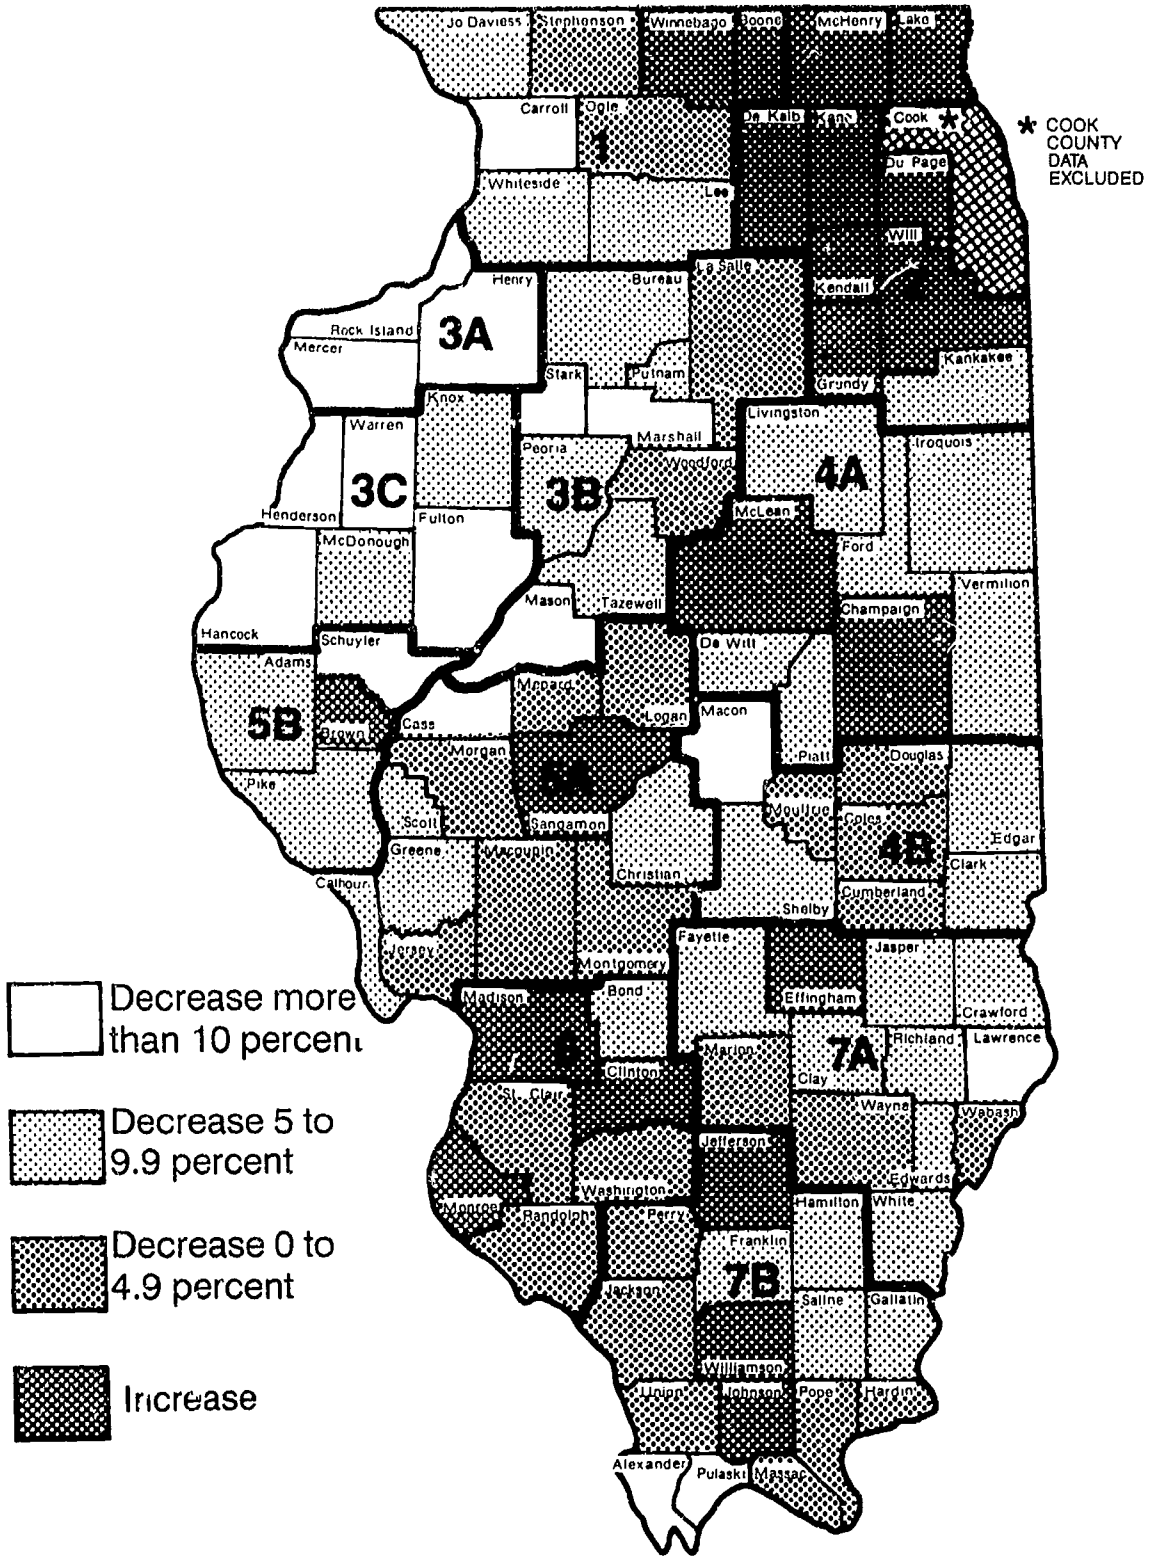 Jo Daviess
Stephenson
Winnebago
Boone
McHenry
Lake
Carroll
Ogle
De Kalb
Kane
Cook *
* COOK
COUNTY
DATA
EXCLUDED
1
Du Page
Whiteside
Lee
Will
La Salle
Henry
Bureau
Kendall
Rock Island
3A
Mercer
Kankakee
Stark
Putnam
Grundy
Knox
Livingston
Warren
Marshall
Iroquois
Peoria
Woodford
4A
3C
3B
McLean
Henderson
Fulton
McDonough
Ford
Vermilion
Mason
Tazewell
Champaign
Hancock
Schuyler
De Witt
Adams
Menard
Macon
Logan
5B
Brown
Cass
Morgan
Piatt
Douglas
5A
Pike
Moultrie
Scott
Sangamon
Coles
Edgar
4B
Greene
Macoupin
Clark
Christian
Calhoun
Cumberland
Shelby
Jersey
Fayette
Jasper
Montgomery
Madison
Bond
Effingham
Crawford
Decrease more
than 10 percent
6
Marion
7A
Richland
Lawrence
Clinton
Clay
St. Clair
Wayne
Wabash
Decrease 5 to
9.9 percent
Jefferson
Edwards
Washington
Monroe
Randolph
Perry
Hamilton
White
Decrease 0 to
4.9 percent
Franklin
7B
Jackson
Saline
Gallatin
Williamson
Increase
Union
Johnson
Pope
Hardin
Alexander
Pulaski
Massac